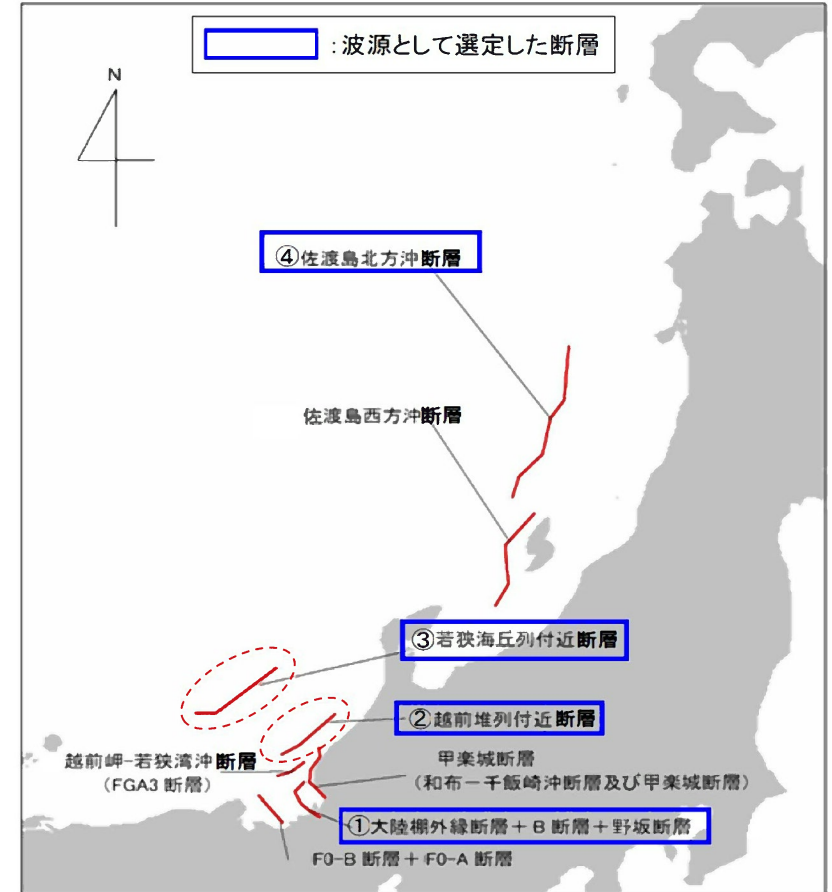 ：波源として選定した断層
N
④佐渡島北方沖断層
佐渡島西方沖断層
③若狭海丘列付近断層
②越前堆列付近断層
越前岬－若狭湾沖断層
（FGA3 断層）
甲楽城断層
（和布－干飯崎沖断層及び甲楽城断層）
①大陸棚外縁断層＋B 断層＋野坂断層
F0-B 断層＋F0-A 断層